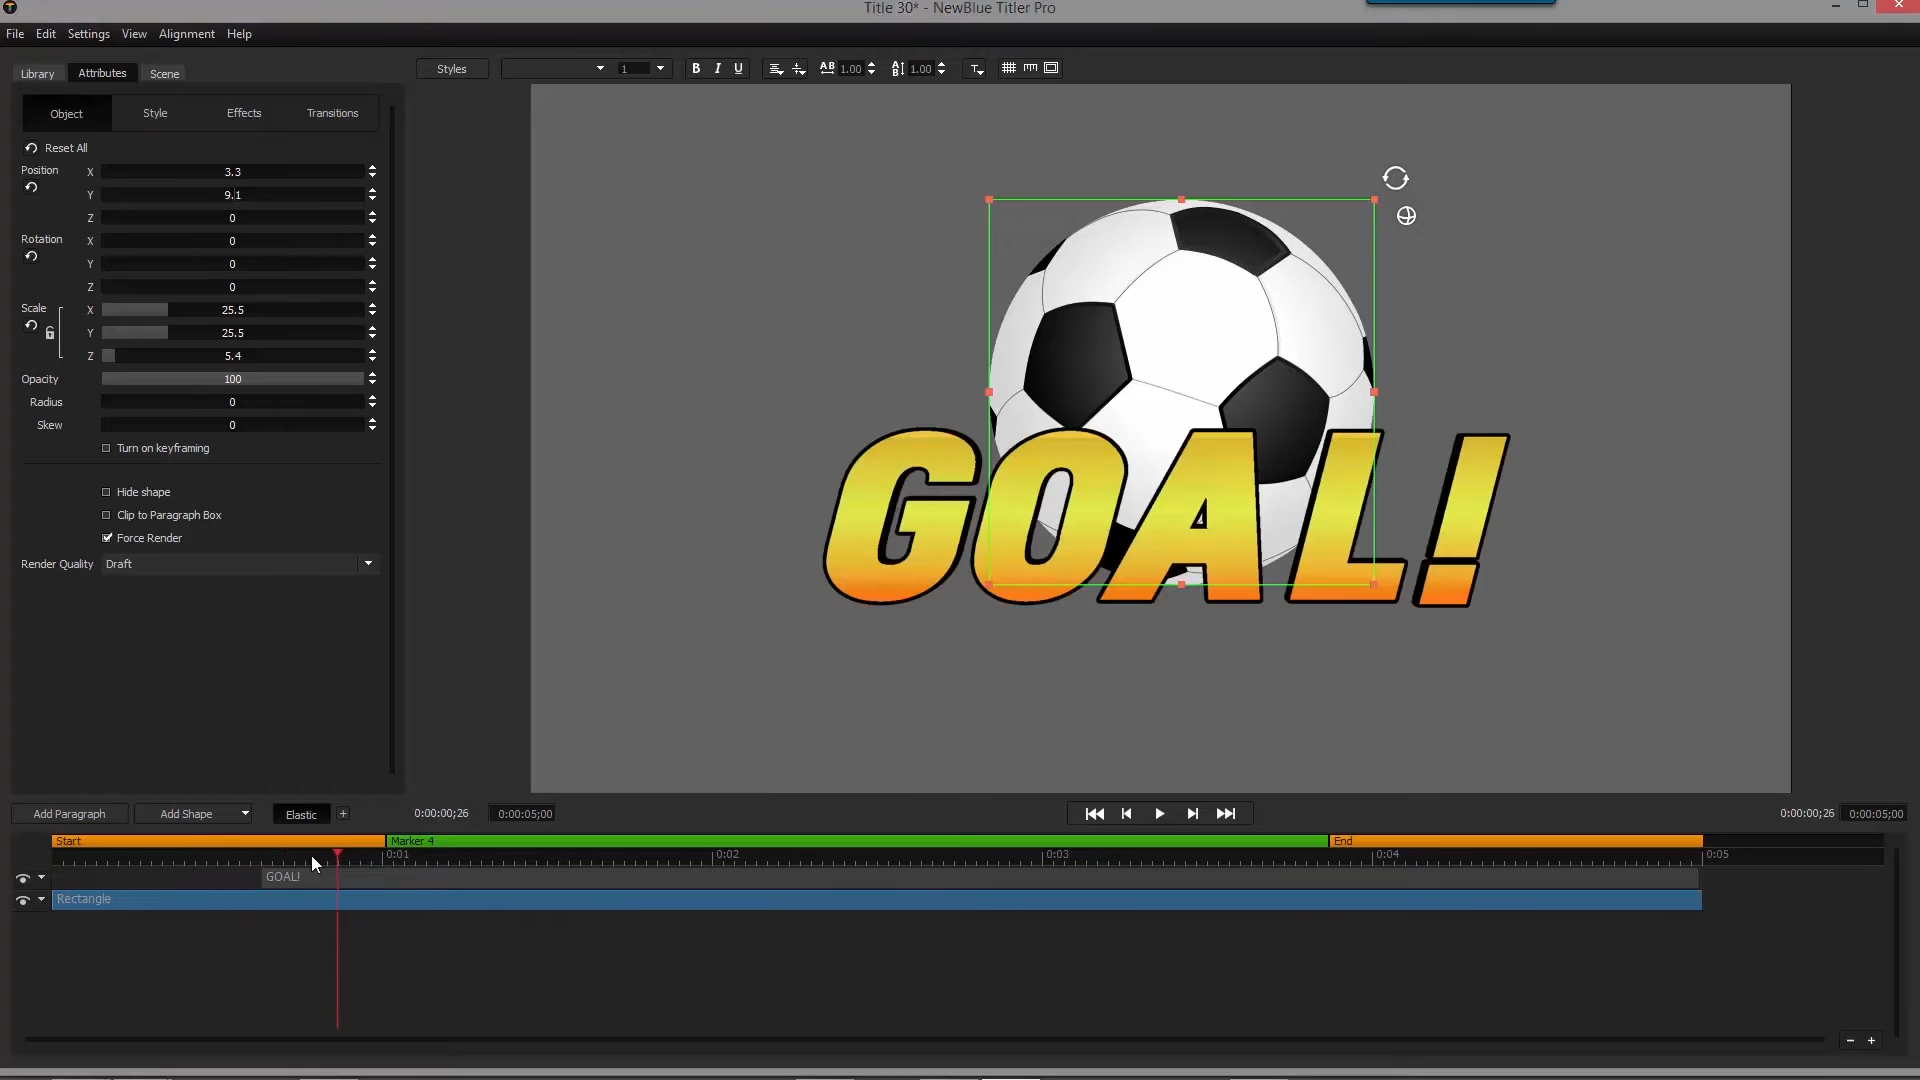 Title 30* - NewBlue Titler Pro
File Edit Settings View Alignment Help
Library Attributes Scene
Styles 1 B I U AB 1.00 AB 1.00 T
Object Style Effects Transitions
Reset All
Position X 3.3
Y 9.1
Z 0
Rotation X 0
Y 0
Z 0
Scale X 25.5
Y 25.5
Z 5.4
Opacity 100
Radius 0
Skew 0
Turn on keyframing
Hide shape
Clip to Paragraph Box
Force Render
Render Quality Draft
GOAL!
Add Paragraph Add Shape Elastic + 0:00:00;26 0:00:05;00 0:00:00;26 0:00:05;00
Start Marker 4 End
0:01 0:02 0:03 0:04 0:05
GOAL!
Rectangle
- +